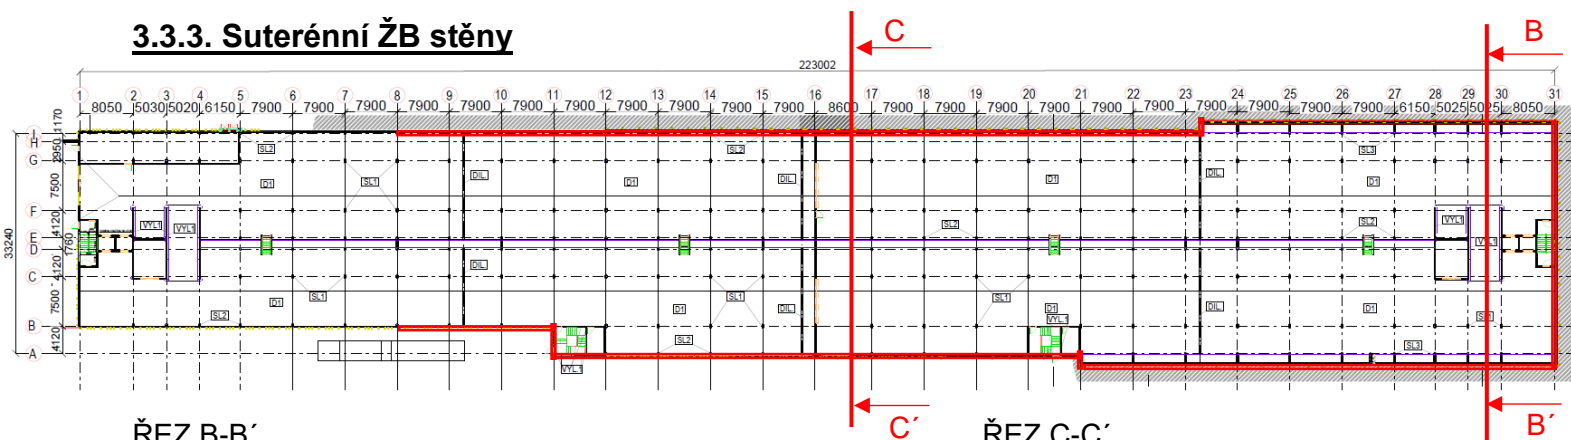 3.3.3. Suterénní ŽB stěny
C
B
223002
1 2 3 4 5 6 7 8 9 10 11 12 13 14 15 16 17 18 19 20 21 22 23 24 25 26 27 28 29 30 31
8050 5030 5020 6150 7900 7900 7900 7900 7900 7900 7900 7900 7900 7900 7900 8600 7900 7900 7900 7900 7900 7900 7900 7900 7900 7900 6150 5025 5025 8050
1170
I
H
SL2 SL2 SL3
2950
G
D1 SL1 DIL. D1 DIL. D1 DIL. D1
7500
F
4120
VYL1 VYL1 SL2 SL2 VYL1
33240
E
1760
D
VYL1
4120
DIL.
C
7500
D1 SL1 D1 SL1 DIL. SL1 D1 DIL. D1 SL1
SL2 VYL.1
B
4120
SL2 SL3
A
VYL.1
ŘEZ B-B´
C´
ŘEZ C-C´
B´